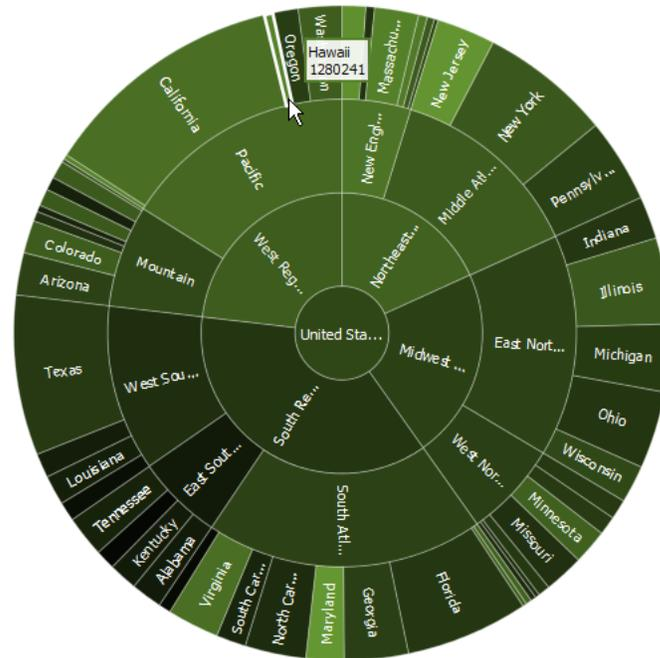 Hawaii
1280241
Oregon
Was...on
Massachu...
New Jersey
New York
Pennsylv...
Indiana
Illinois
Michigan
Ohio
Wisconsin
Minnesota
Missouri
Florida
Georgia
Maryland
North Car...
South Car...
Virginia
Alabama
Kentucky
Tennessee
Louisiana
Texas
Arizona
Colorado
California
Pacific
New Engl...
Middle Atl...
East Nort...
West Nor...
South Atl...
East Sout...
West Sou...
Mountain
West Reg...
Northeast...
Midwest ...
South Re...
United Sta...